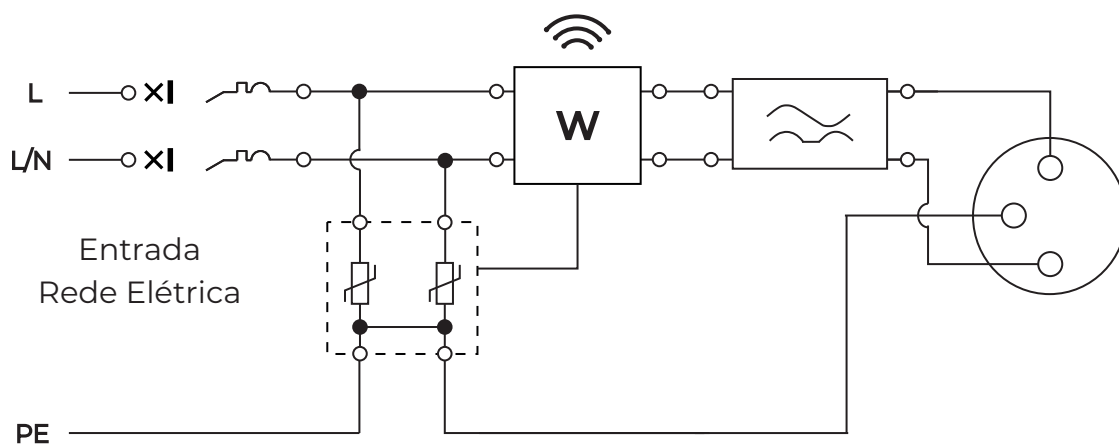 L
W
L/N
Entrada
Rede Elétrica
PE